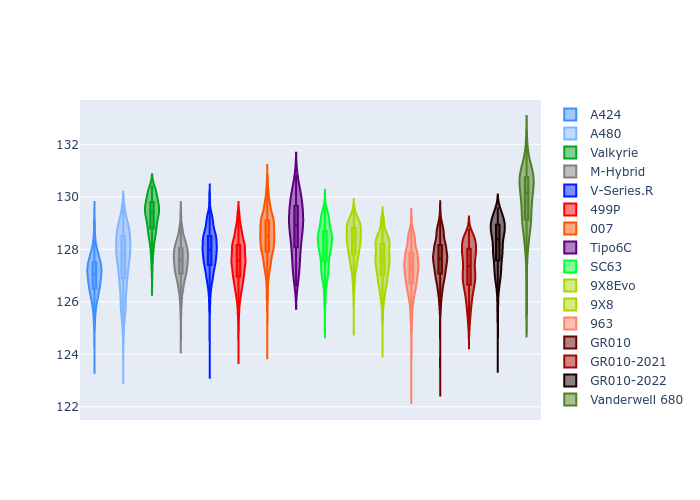 132
130
128
126
124
122
A424
A480
Valkyrie
M-Hybrid
V-Series.R
499P
007
Tipo6C
SC63
9X8Evo
9X8
963
GR010
GR010-2021
GR010-2022
Vanderwell 680